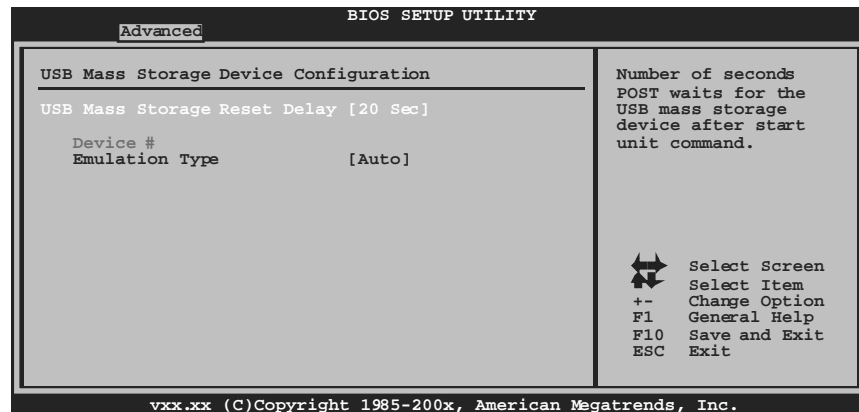 BIOS SETUP UTILITY
Advanced
USB Mass Storage Device Configuration
USB Mass Storage Reset Delay [20 Sec]
Device #
Emulation Type [Auto]
Number of seconds
POST waits for the
USB mass storage
device after start
unit command.
Select Screen
Select Item
+- Change Option
F1 General Help
F10 Save and Exit
ESC Exit
vxx.xx (C)Copyright 1985-200x, American Megatrends, Inc.